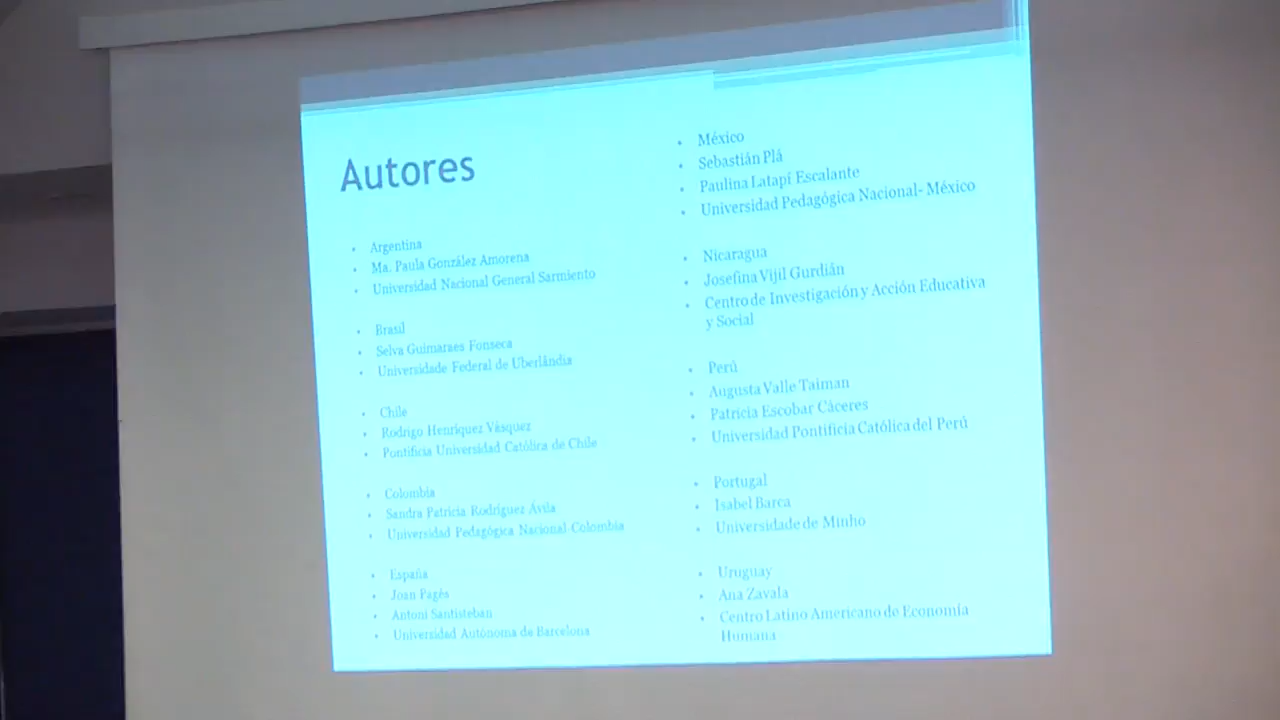 Autores
Argentina
Ma. Paula González Amorena
Universidad Nacional General Sarmiento
Brasil
Selva Guimaraes Fonseca
Universidade Federal de Uberlândia
Chile
Rodrigo Henríquez Vásquez
Pontificia Universidad Católica de Chile
Colombia
Sandra Patricia Rodríguez Ávila
Universidad Pedagógica Nacional-Colombia
España
Joan Pagés
Antoni Santisteban
Universidad Autónoma de Barcelona
México
Sebastián Plá
Paulina Latapí Escalante
Universidad Pedagógica Nacional- México
Nicaragua
Josefina Vijil Gurdián
Centro de Investigación y Acción Educativa
y Social
Perú
Augusta Valle Taiman
Patricia Escobar Cáceres
Universidad Pontificia Católica del Perú
Portugal
Isabel Barca
Universidade de Minho
Uruguay
Ana Zavala
Centro Latino Americano de Economía
Humana